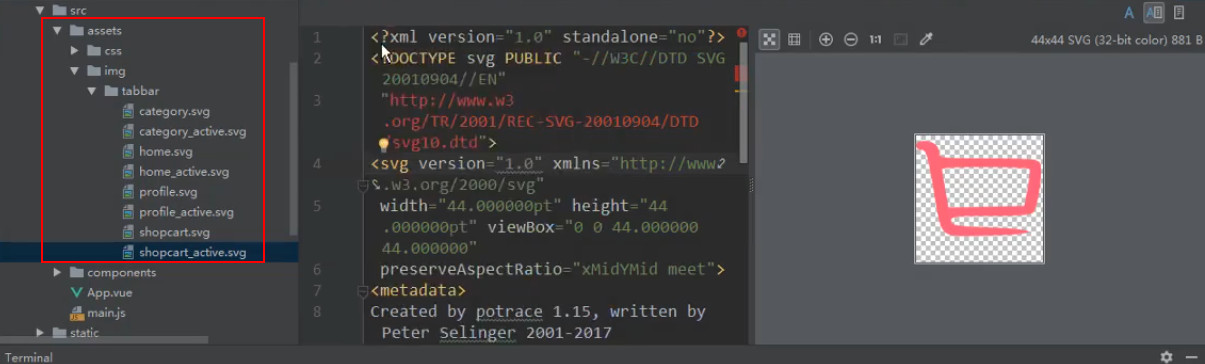 src
assets
css
img
tabbar
category.svg
category_active.svg
home.svg
home_active.svg
profile.svg
profile_active.svg
shopcart.svg
shopcart_active.svg
components
App.vue
main.js
static
1 <?xml version="1.0" standalone="no"?>
2 <!DOCTYPE svg PUBLIC "-//W3C//DTD SVG
20010904//EN"
3 "http://www.w3
.org/TR/2001/REC-SVG-20010904/DTD
/svg10.dtd">
4 <svg version="1.0" xmlns="http://www
.w3.org/2000/svg"
5 width="44.000000pt" height="44
.000000pt" viewBox="0 0 44.000000
44.000000"
6 preserveAspectRatio="xMidYMid meet">
7 <metadata>
8 Created by potrace 1.15, written by
Peter Selinger 2001-2017
A
A
1:1
44x44 SVG (32-bit color) 881 B
Terminal